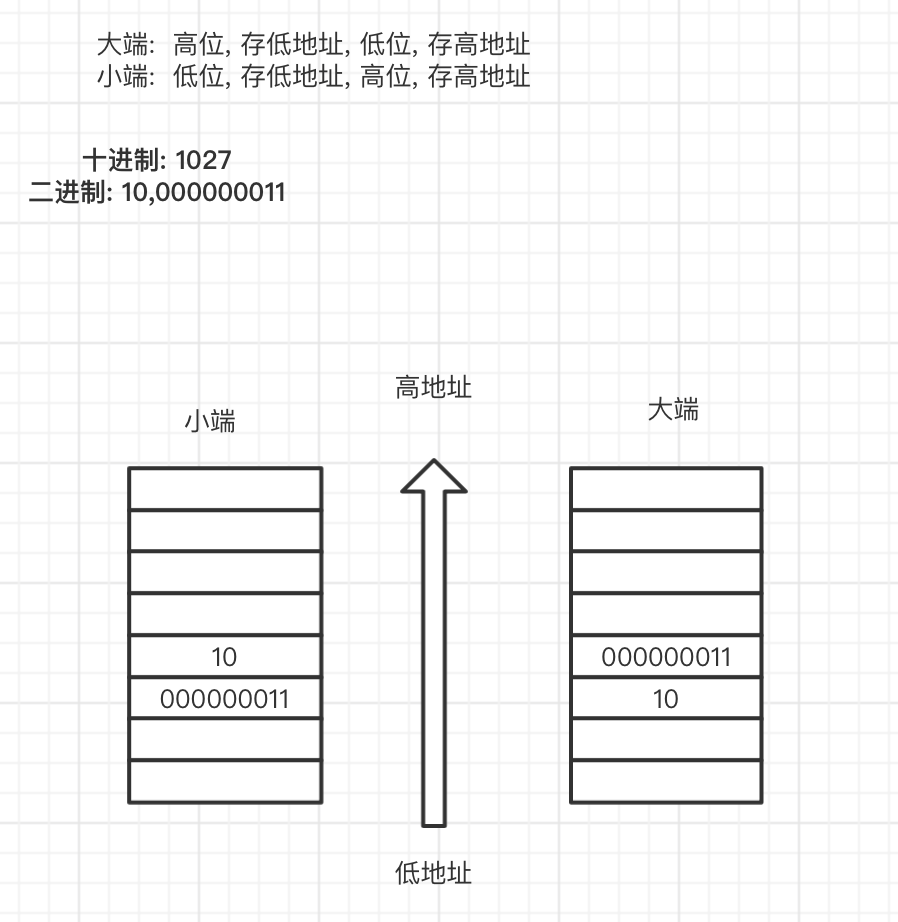 大端: 高位, 存低地址, 低位, 存高地址
小端: 低位, 存低地址, 高位, 存高地址
十进制: 1027
二进制: 10,000000011
高地址
小端
大端
10
000000011
000000011
10
低地址